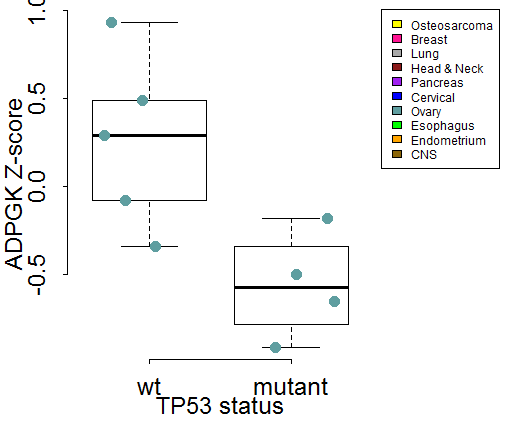 1.0
0.5
0.0
-0.5
ADPGK Z-score
wt
mutant
TP53 status
Osteosarcoma
Breast
Lung
Head & Neck
Pancreas
Cervical
Ovary
Esophagus
Endometrium
CNS